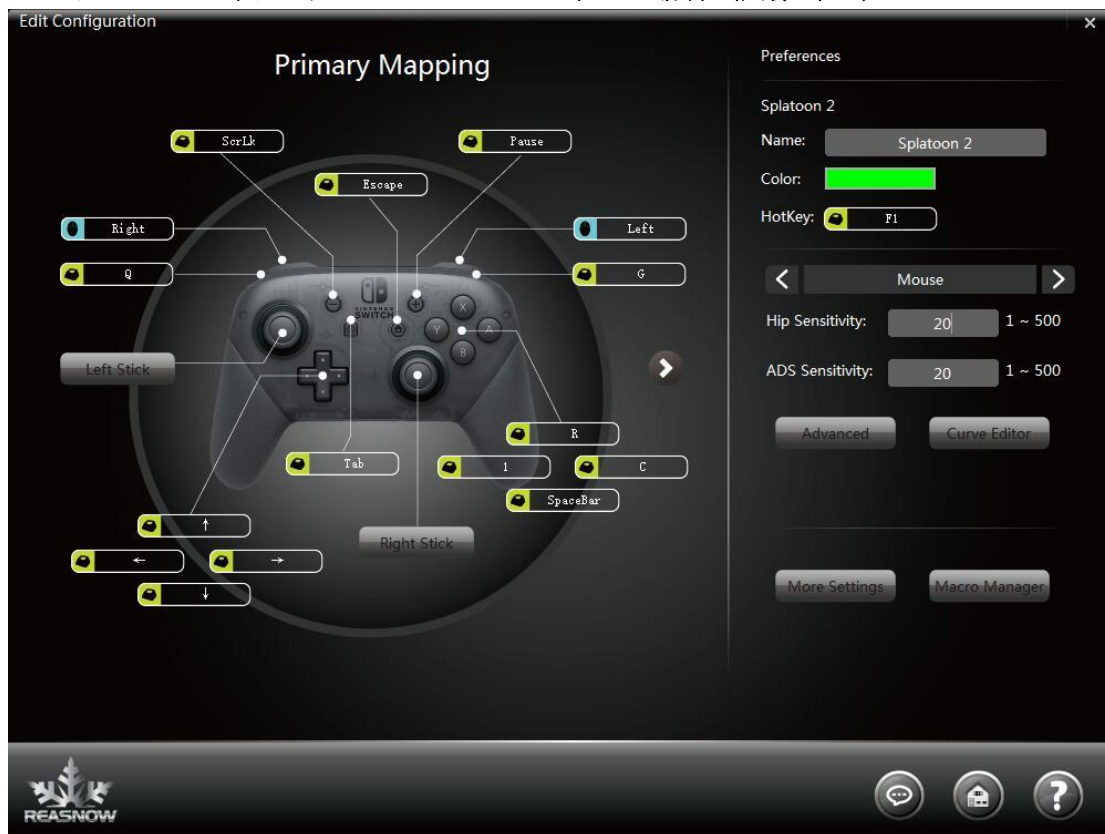 Edit Configuration
Primary Mapping
ScrLk
Pause
Escape
Right
Left
Q
G
NINTENDO
SWITCH
X
Y
A
B
Left Stick
R
Tab
1
C
SpaceBar
↑
Right Stick
←
→
↓
Preferences
Splatoon 2
Name:
Splatoon 2
Color:
HotKey:
F1
Mouse
Hip Sensitivity:
20
1 ~ 500
ADS Sensitivity:
20
1 ~ 500
Advanced
Curve Editor
More Settings
Macro Manager
REASNOW
?